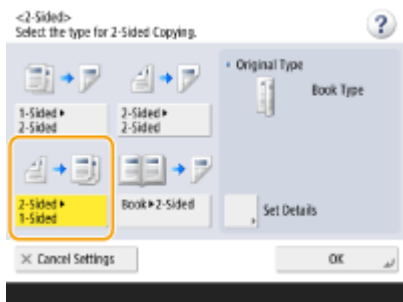 <2-Sided>
Select the type for 2-Sided Copying.
?
• Original Type
Book Type
1-Sided ▸
2-Sided
2-Sided ▸
2-Sided
2-Sided ▸
1-Sided
Book ▸ 2-Sided
Set Details
× Cancel Settings
OK